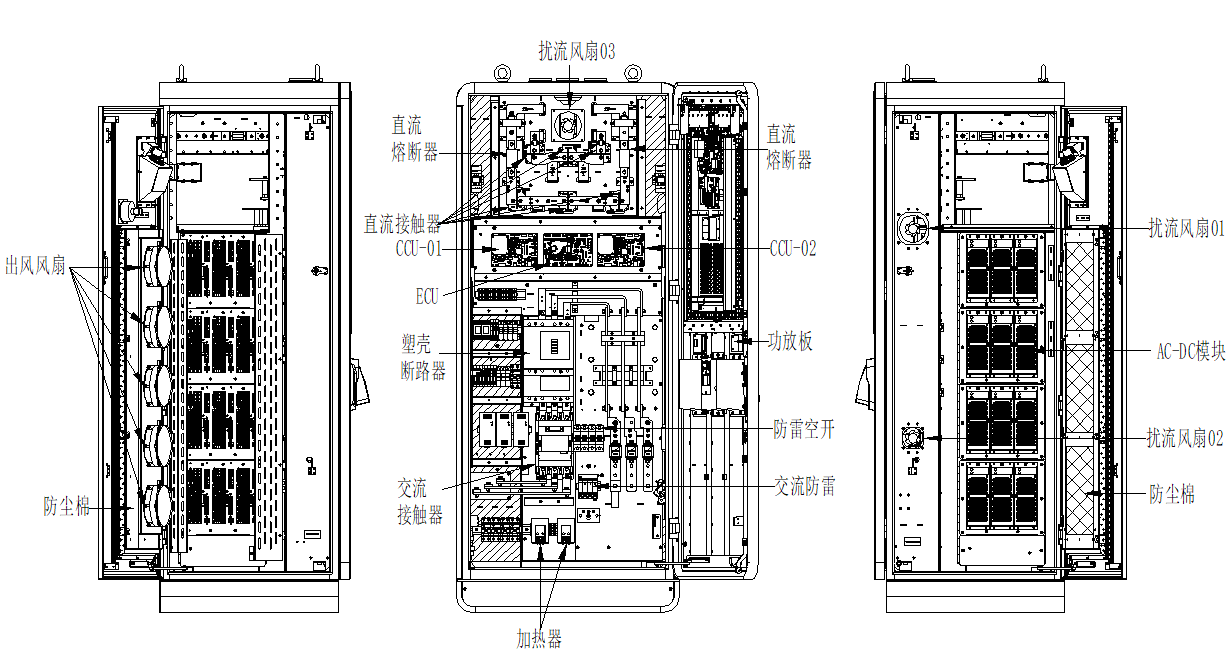 扰流风扇03
直流
熔断器
直流
熔断器
直流接触器
CCU-01
CCU-02
扰流风扇01
出风风扇
ECU
塑壳
断路器
功放板
AC-DC模块
防雷空开
扰流风扇02
交流
接触器
交流防雷
防尘棉
防尘棉
加热器